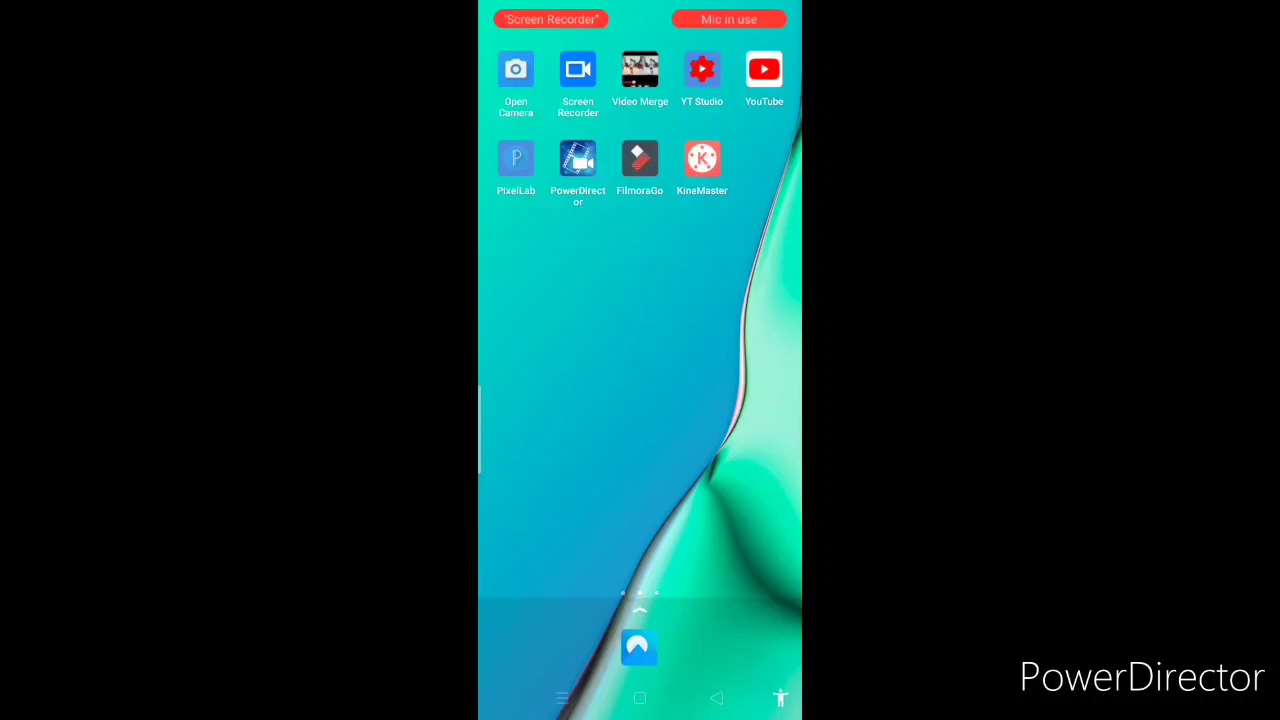 "Screen Recorder" Mic in use
Open Screen Video Merge YT Studio YouTube
Camera Recorder
PixelLab PowerDirect FilmoraGo KineMaster
or
PowerDirector